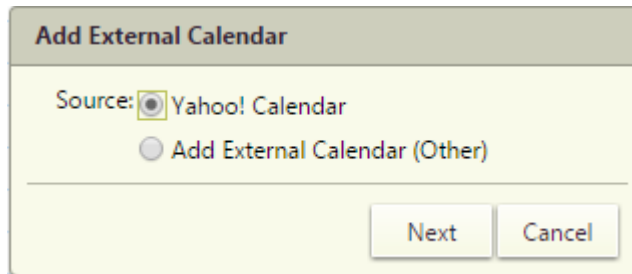 Add External Calendar
Source: Yahoo! Calendar
Add External Calendar (Other)
Next Cancel